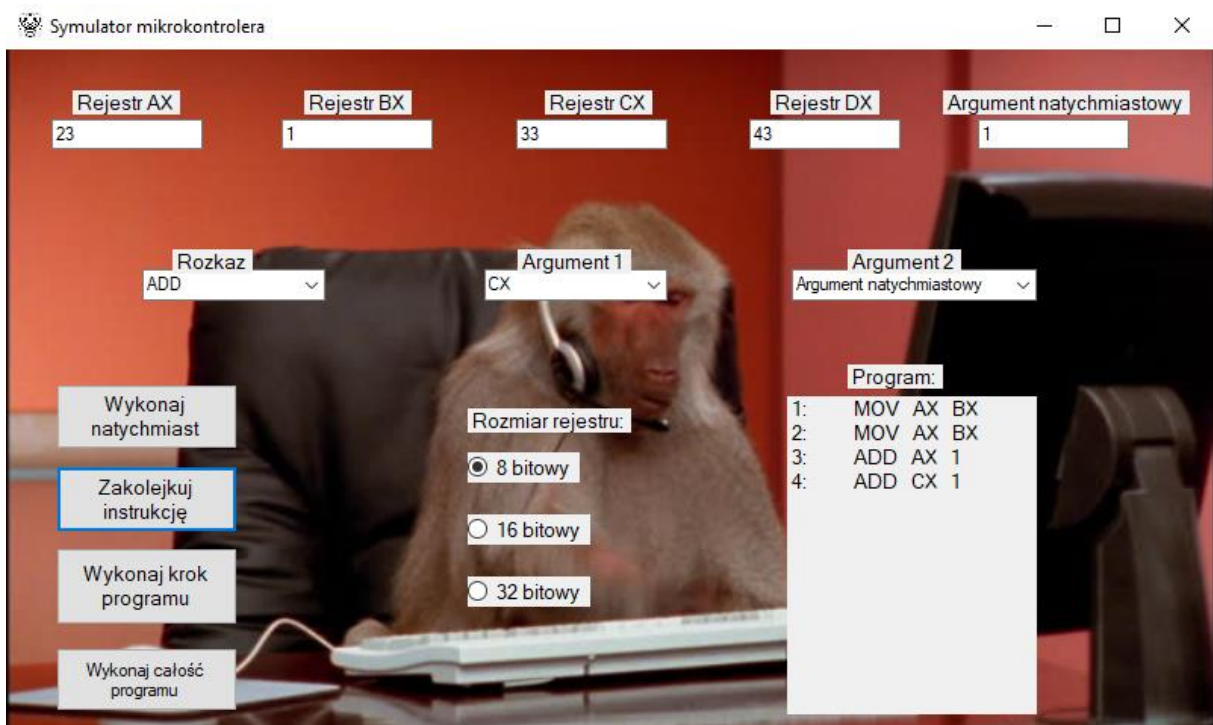 Symulator mikrokontrolera
Rejestr AX
Rejestr BX
Rejestr CX
Rejestr DX
Argument natychmiastowy
23
1
33
43
1
Rozkaz
Argument 1
Argument 2
ADD
CX
Argument natychmiastowy
Wykonaj
natychmiast
Zakolejkuj
instrukcję
Wykonaj krok
programu
Wykonaj całość
programu
Rozmiar rejestru:
8 bitowy
16 bitowy
32 bitowy
Program:
1: MOV AX BX
2: MOV AX BX
3: ADD AX 1
4: ADD CX 1